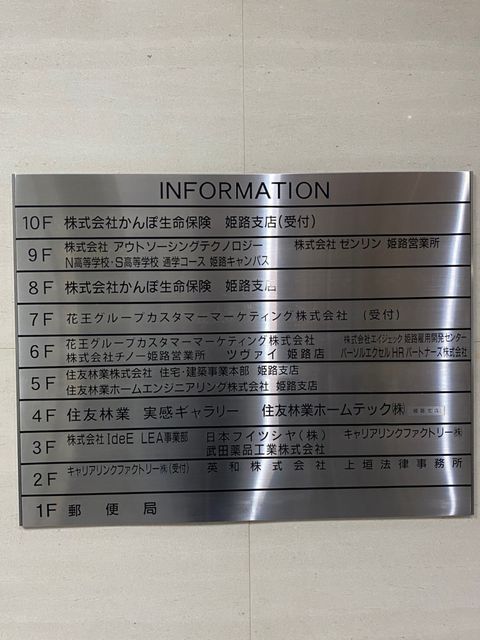 INFORMATION
10F 株式会社かんぽ生命保険 姫路支店(受付)
9F 株式会社 アウトソーシングテクノロジー 株式会社 ゼンリン 姫路営業所
N高等学校・S高等学校 通学コース 姫路キャンパス
8F 株式会社かんぽ生命保険 姫路支店
7F 花王グループカスタマーマーケティング株式会社 (受付)
6F 花王グループカスタマーマーケティング株式会社 株式会社エイジェック 姫路雇用開発センター
株式会社チノー姫路営業所 ツヴァイ 姫路店 パーソルエクセルHRパートナーズ株式会社
5F 住友林業株式会社 住宅・建築事業本部 姫路支店
住友林業ホームエンジニアリング株式会社 姫路支店
4F 住友林業 実感ギャラリー 住友林業ホームテック㈱ 姫路支店
3F 株式会社IdeE LEA事業部 日本フイツシヤ(株) キャリアリンクファクトリー㈱
武田薬品工業株式会社
2F キャリアリンクファクトリー㈱(受付) 英和株式会社 上垣法律事務所
1F 郵便局